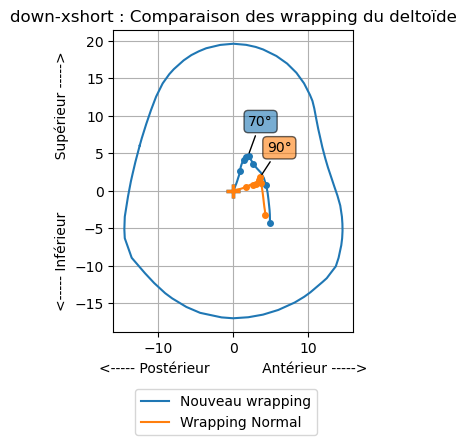 down-xshort : Comparaison des wrapping du deltoïde
<----- Inférieur        Supérieur ----->
20
15
10
5
0
−5
−10
−15
70°
90°
−10 0 10
<----- Postérieur        Antérieur ----->
Nouveau wrapping
Wrapping Normal